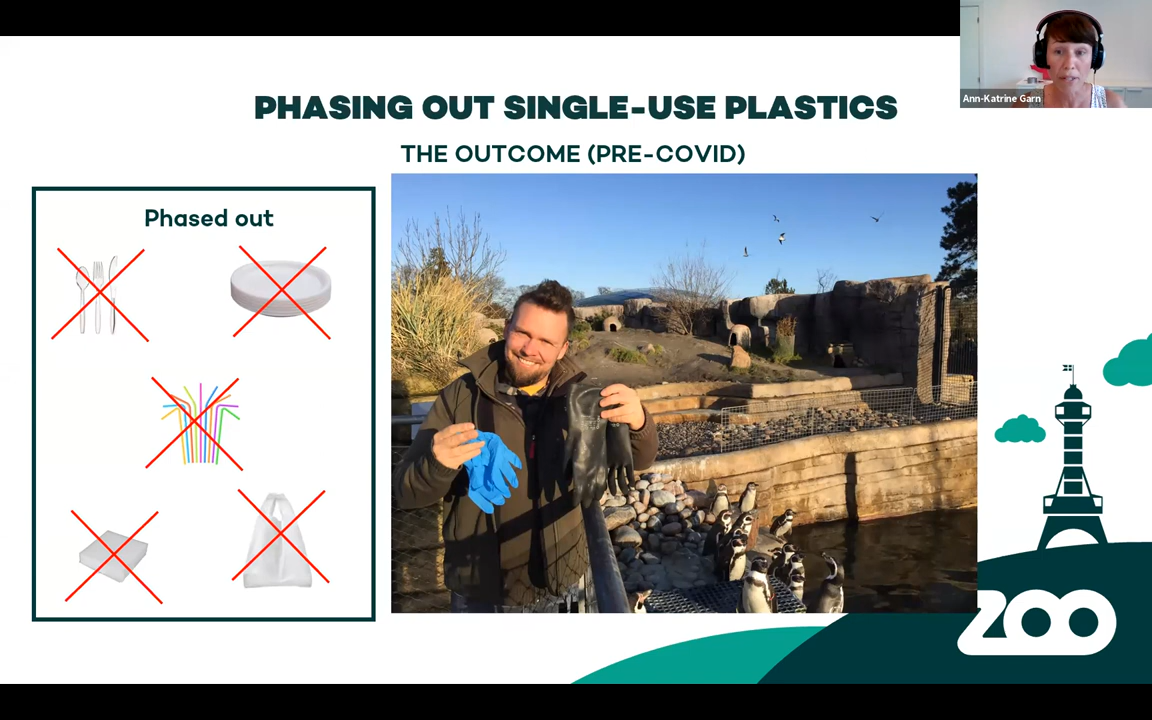 PHASING OUT SINGLE-USE PLASTICS
THE OUTCOME (PRE-COVID)
Phased out
Ann-Katrine Garn
ZOO